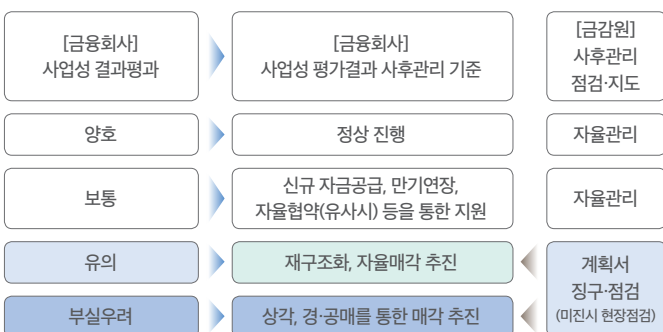 [금융회사]
사업성 결과평과
[금융회사]
사업성 평가결과 사후관리 기준
[금감원]
사후관리
점검·지도
양호
정상 진행
자율관리
보통
신규 자금공급, 만기연장,
자율협약(유사시) 등을 통한 지원
자율관리
유의
재구조화, 자율매각 추진
계획서
징구·점검
(미진시 현장점검)
부실우려
상각, 경·공매를 통한 매각 추진